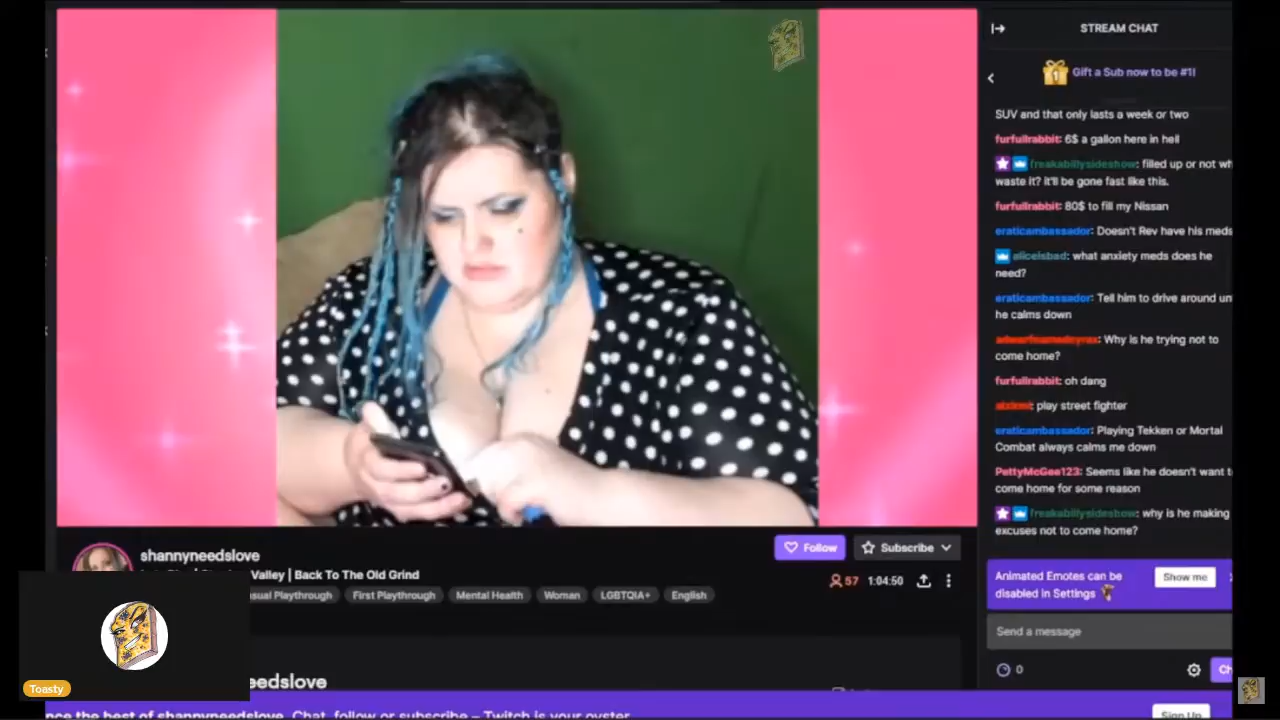 STREAM CHAT
Gift a Sub now to be #1!
SUV and that only lasts a week or two
furfullrabbit: 6$ a gallon here in hell
freakabillysideshow: filled up or not wh
waste it? it'll be gone fast like this.
furfullrabbit: 80$ to fill my Nissan
eraticambassador: Doesn't Rev have his meds
aliceisbad: what anxiety meds does he
need?
eraticambassador: Tell him to drive around un
he calms down
: Why is he trying not to
come home?
furfullrabbit: oh dang
: play street fighter
eraticambassador: Playing Tekken or Mortal
Combat always calms me down
PettyMcGee123: Seems like he doesn't want t
come home for some reason
freakabillysideshow: why is he making
excuses not to come home?
Animated Emotes can be
disabled in Settings
Show me
Send a message
0
Ch
shannyneedslove
Valley | Back To The Old Grind
sual Playthrough
First Playthrough
Mental Health
Woman
LGBTQIA+
English
Follow
Subscribe
57
1:04:50
eedslove
Toasty
nce the best of shannyneedslove. Chat, follow or subscribe – Twitch is your oyster.
Sign Up